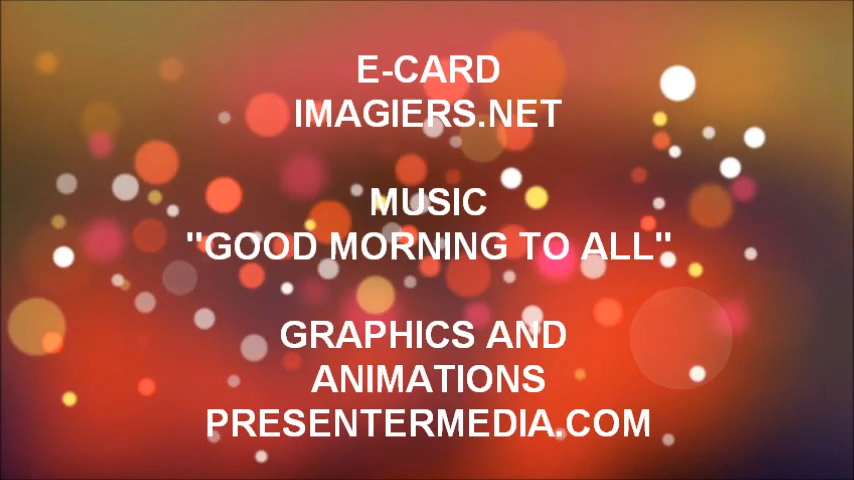 E-CARD
IMAGIERS.NET
MUSIC
"GOOD MORNING TO ALL"
GRAPHICS AND
ANIMATIONS
PRESENTERMEDIA.COM